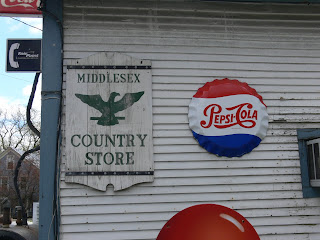 MIDDLESEX
COUNTRY
STORE
PEPSI-COLA